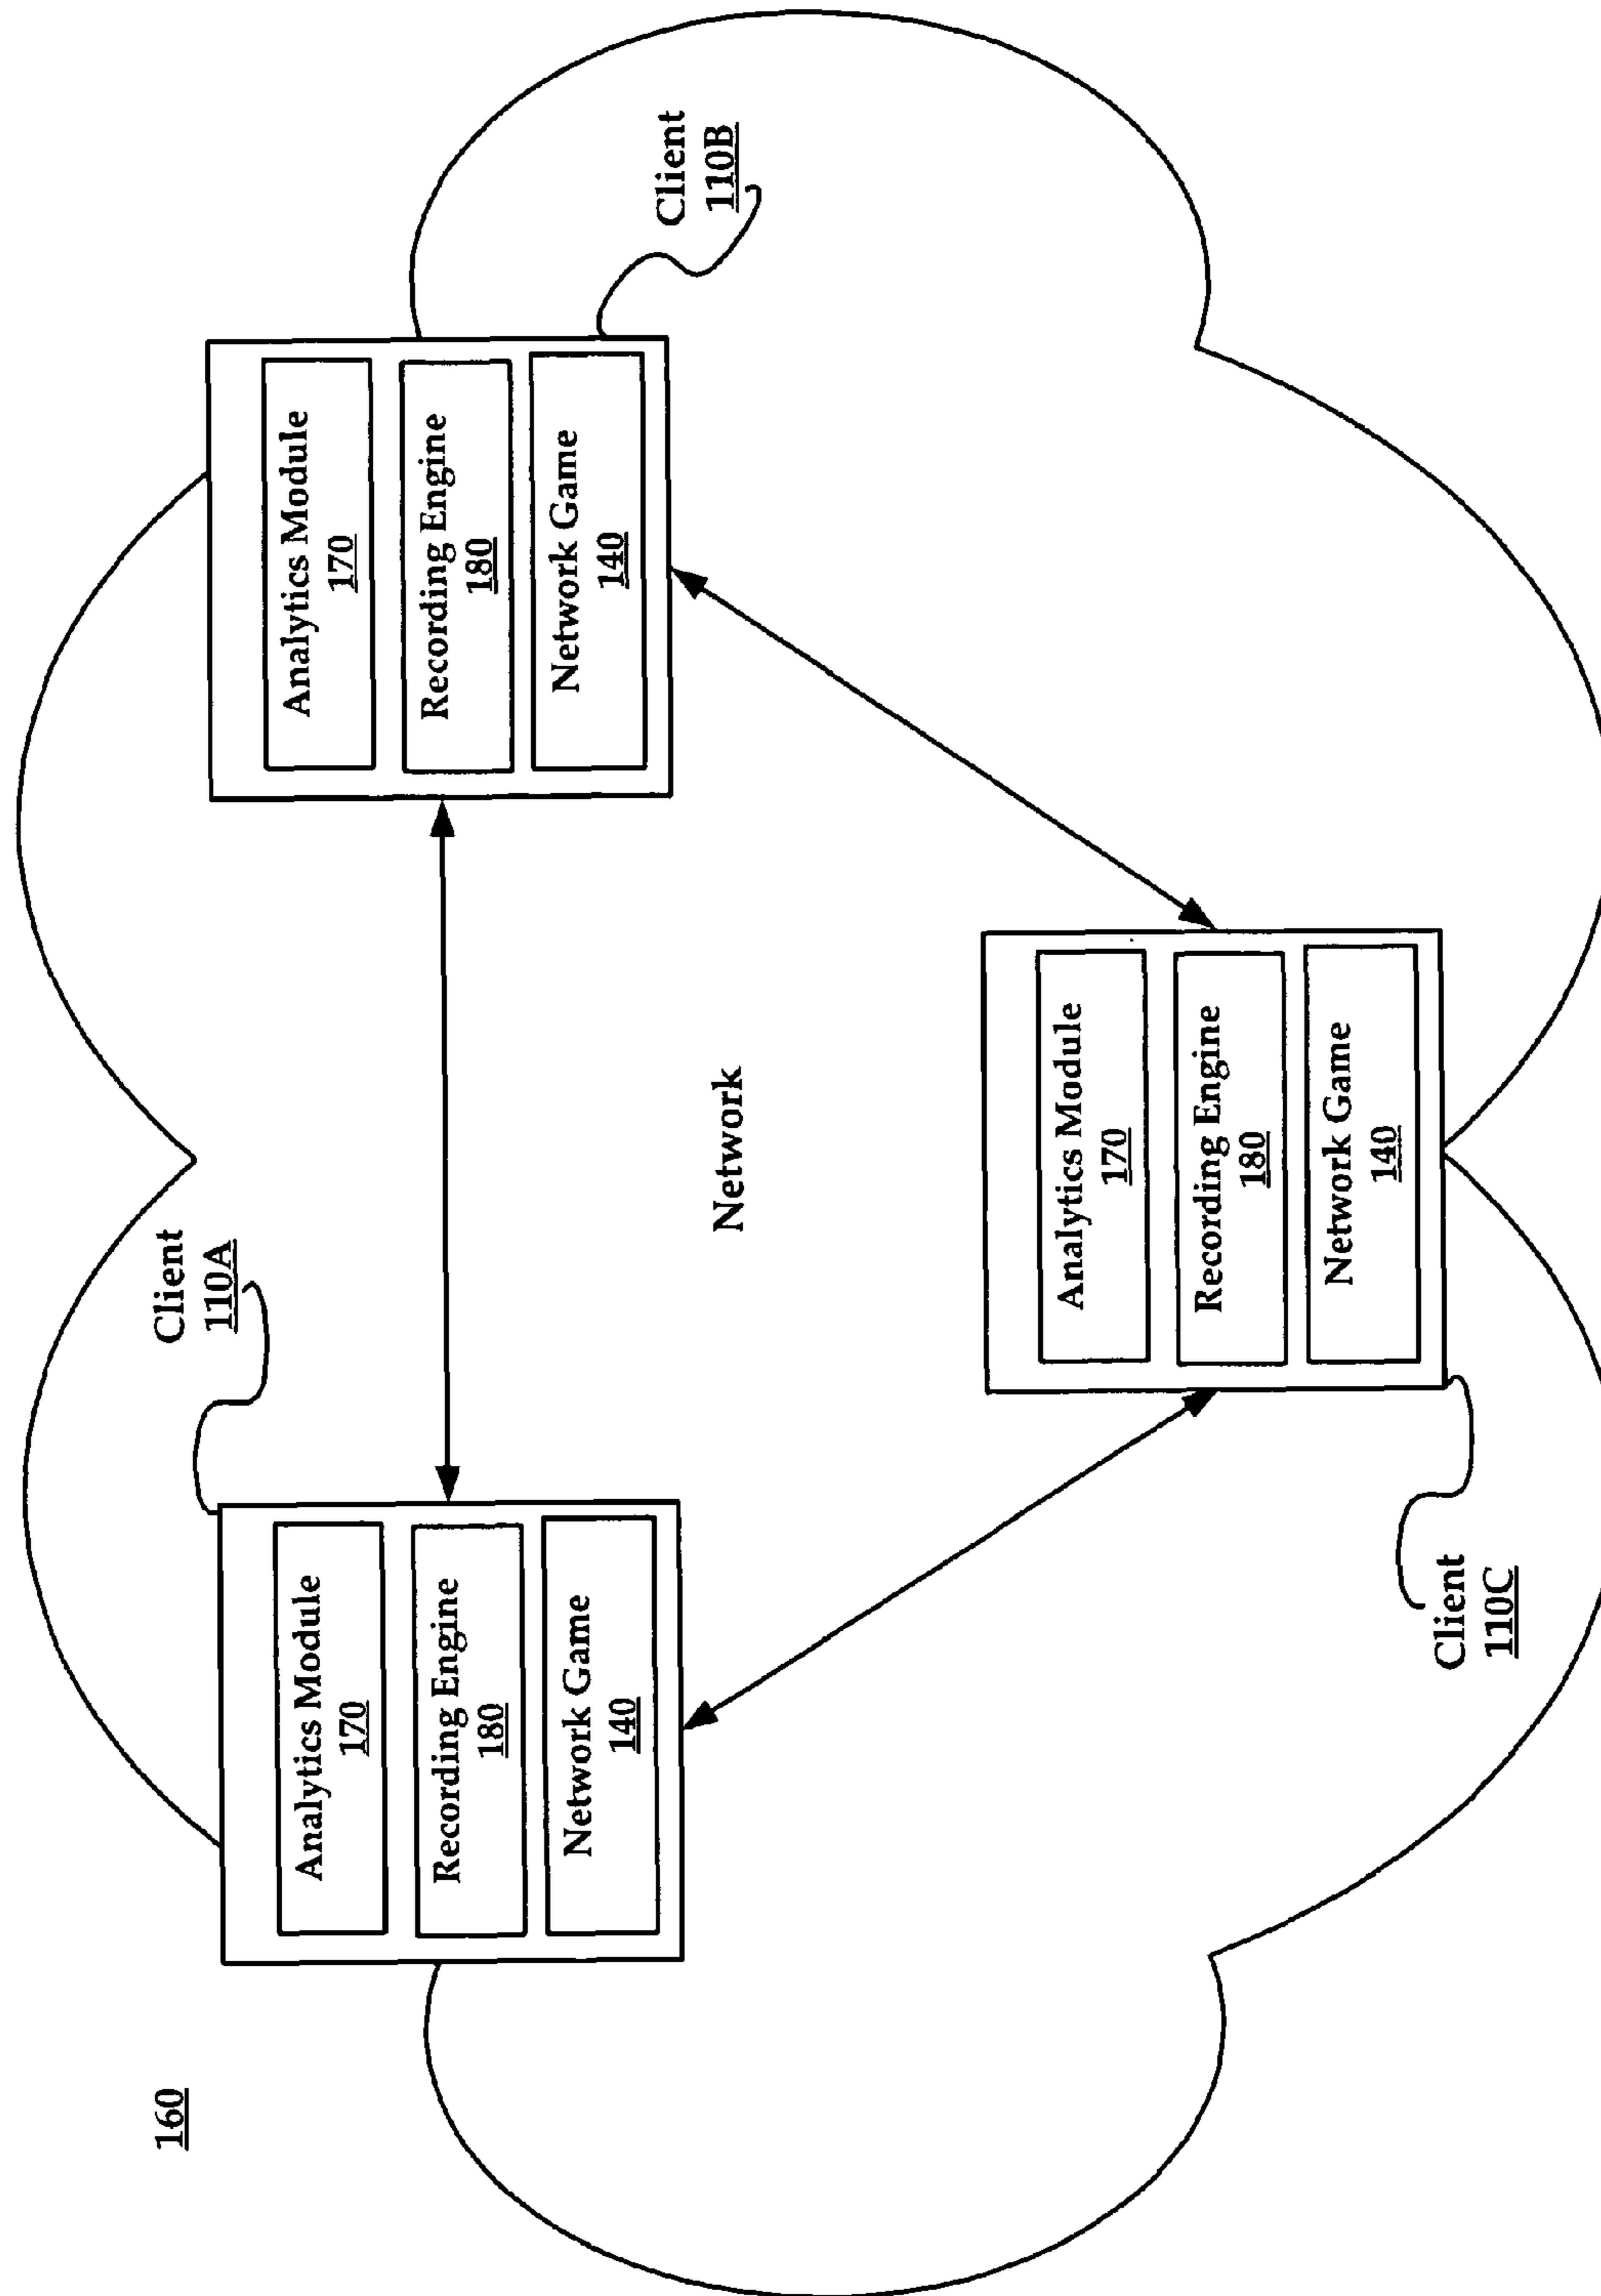 160
Client
110A
Analytics Module
170
Recording Engine
180
Network Game
140
Client
110B
Analytics Module
170
Recording Engine
180
Network Game
140
Network
Client
110C
Analytics Module
170
Recording Engine
180
Network Game
140